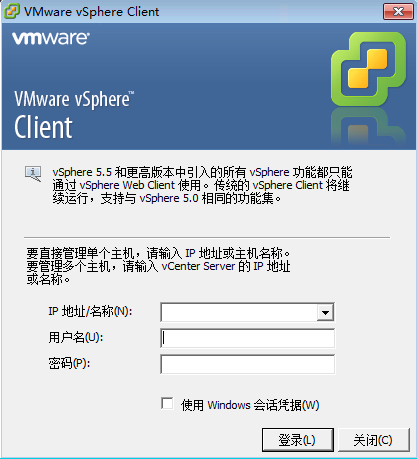 VMware vSphere Client
vmware®
VMware vSphere™
Client
vSphere 5.5 和更高版本中引入的所有 vSphere 功能都只能
通过 vSphere Web Client 使用。传统的 vSphere Client 将继
续运行，支持与 vSphere 5.0 相同的功能集。
要直接管理单个主机，请输入 IP 地址或主机名称。
要管理多个主机，请输入 vCenter Server 的 IP 地址
或名称。
IP 地址/名称(N):
用户名(U):
密码(P):
使用 Windows 会话凭据(W)
登录(L) 关闭(C)